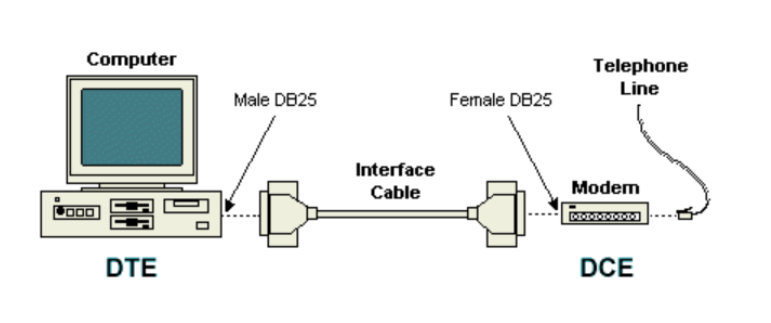 Computer
Male DB25
Female DB25
Telephone
Line
Interface
Cable
Modem
DTE
DCE